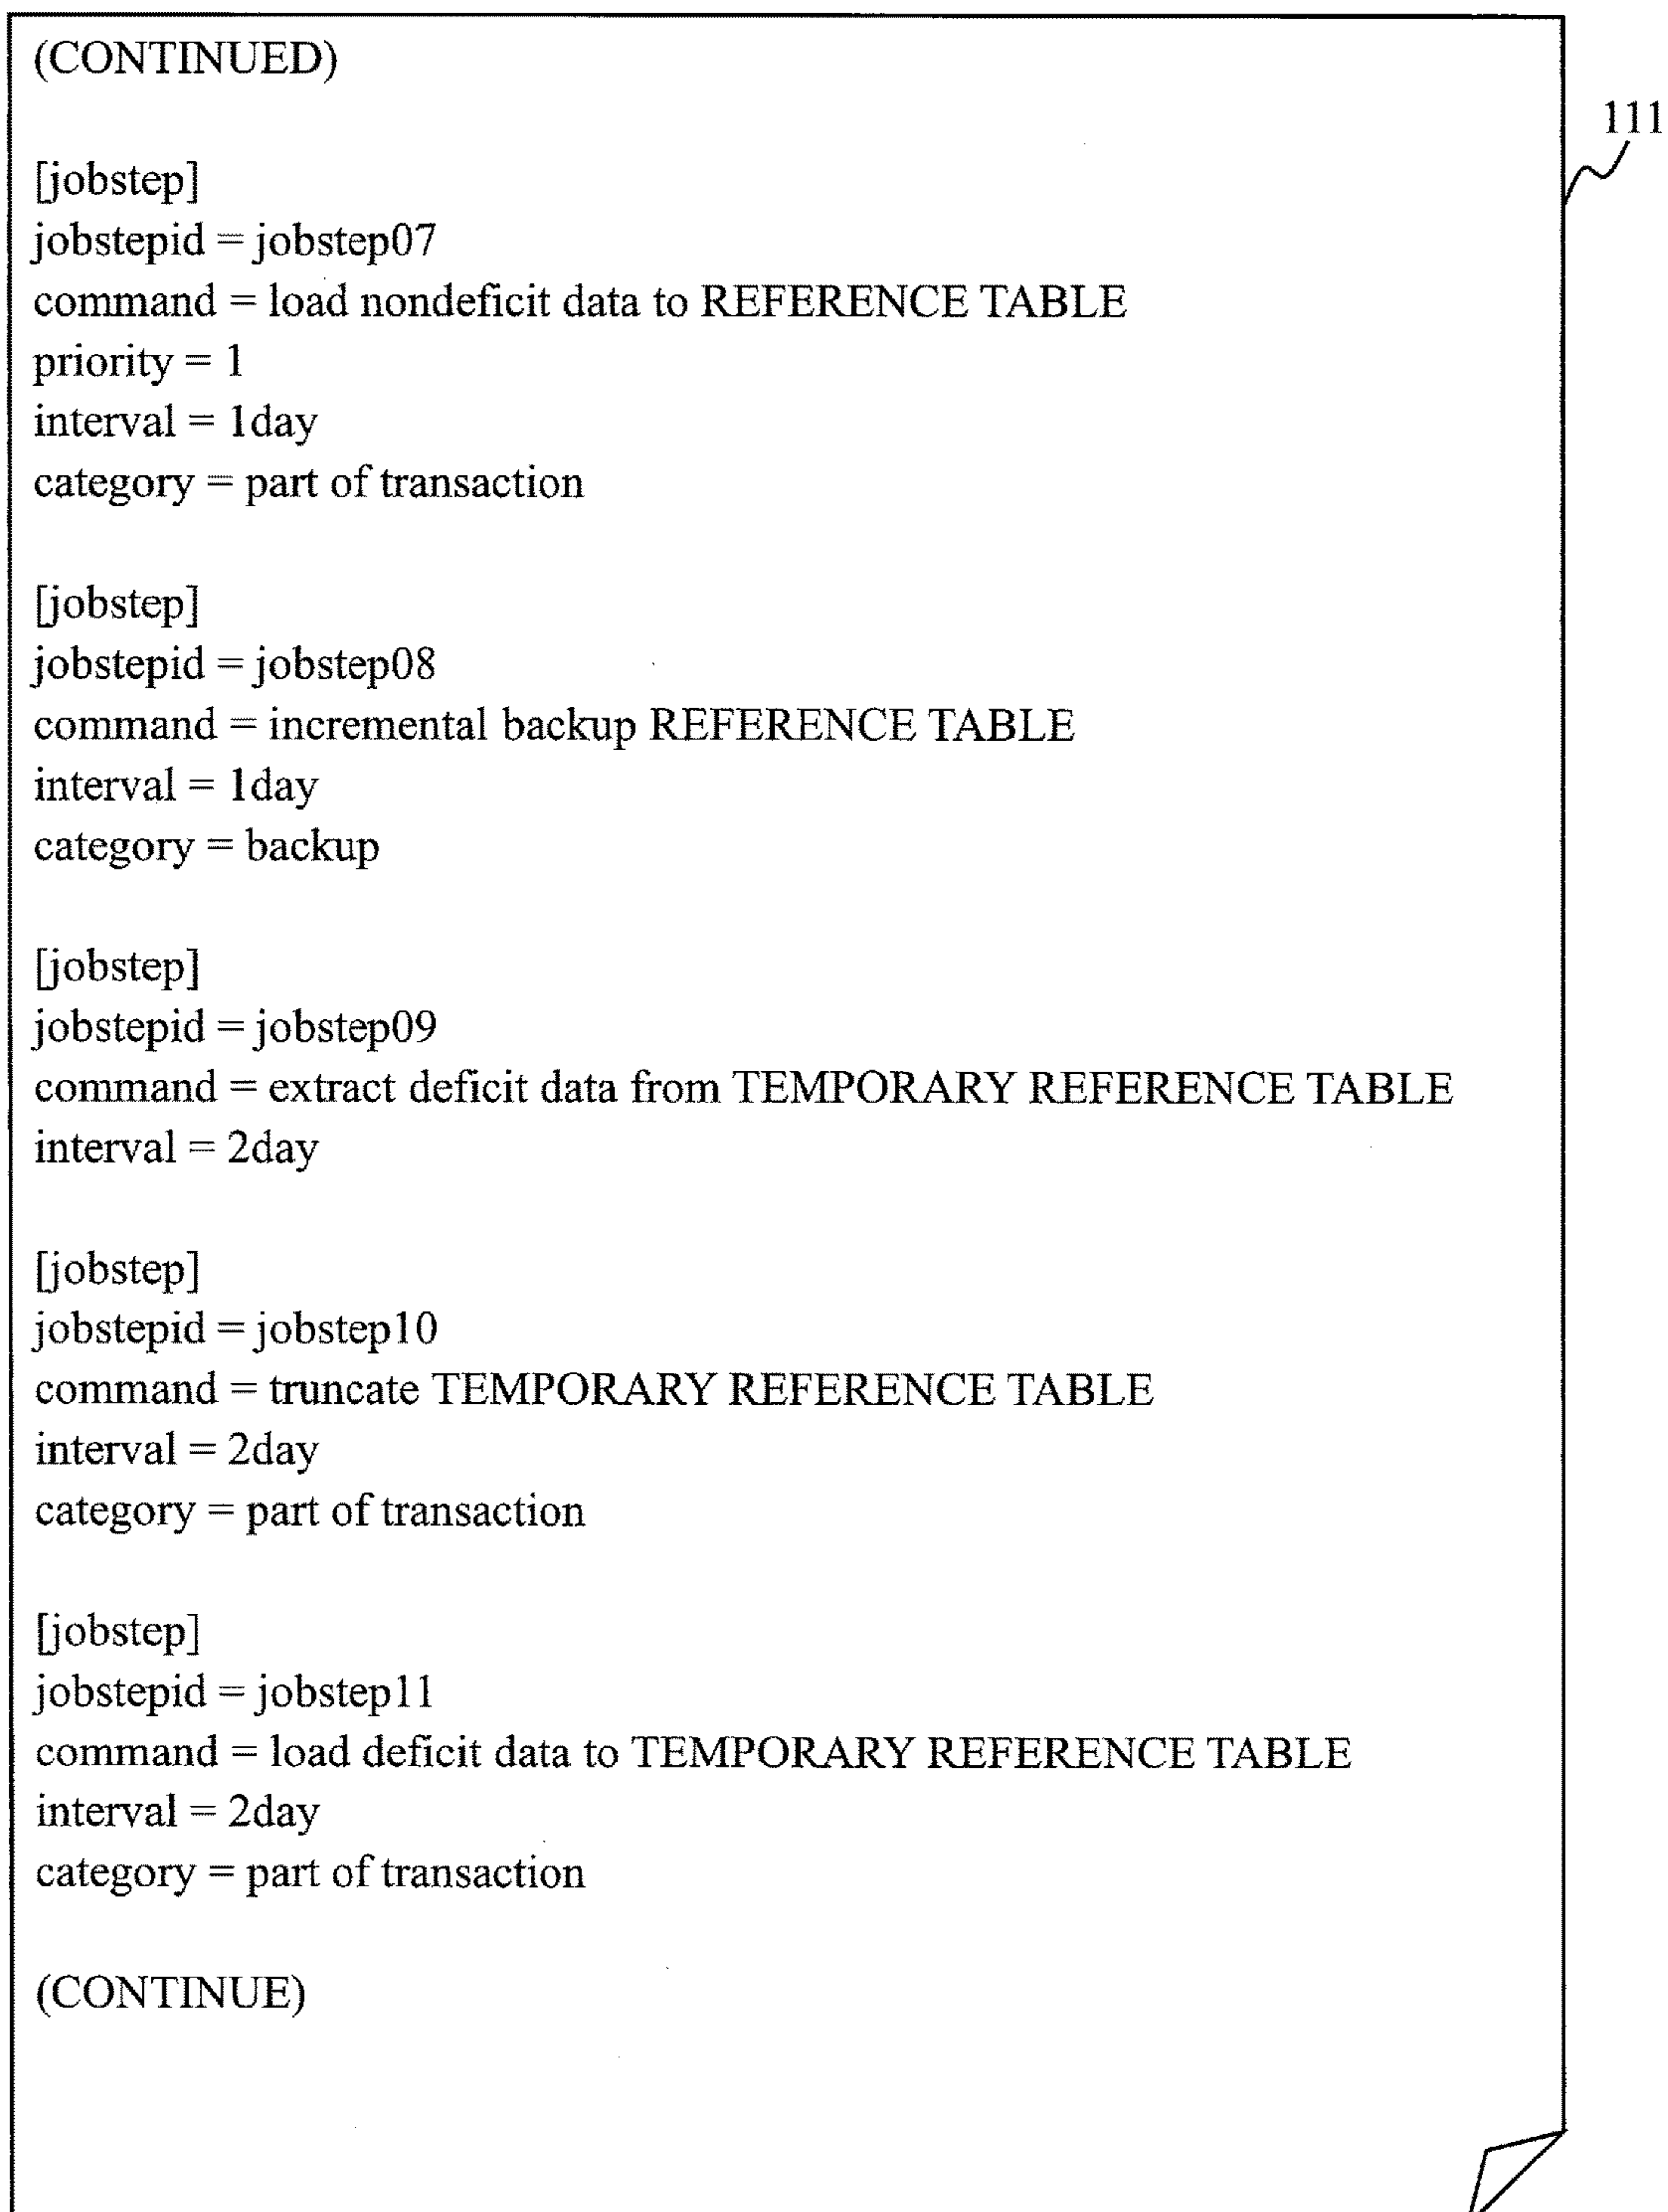 (CONTINUED)
111
[jobstep]
jobstepid = jobstep07
command = load nondeficit data to REFERENCE TABLE
priority = 1
interval = 1day
category = part of transaction
[jobstep]
jobstepid = jobstep08
command = incremental backup REFERENCE TABLE
interval = 1day
category = backup
[jobstep]
jobstepid = jobstep09
command = extract deficit data from TEMPORARY REFERENCE TABLE
interval = 2day
[jobstep]
jobstepid = jobstep10
command = truncate TEMPORARY REFERENCE TABLE
interval = 2day
category = part of transaction
[jobstep]
jobstepid = jobstep11
command = load deficit data to TEMPORARY REFERENCE TABLE
interval = 2day
category = part of transaction
(CONTINUE)